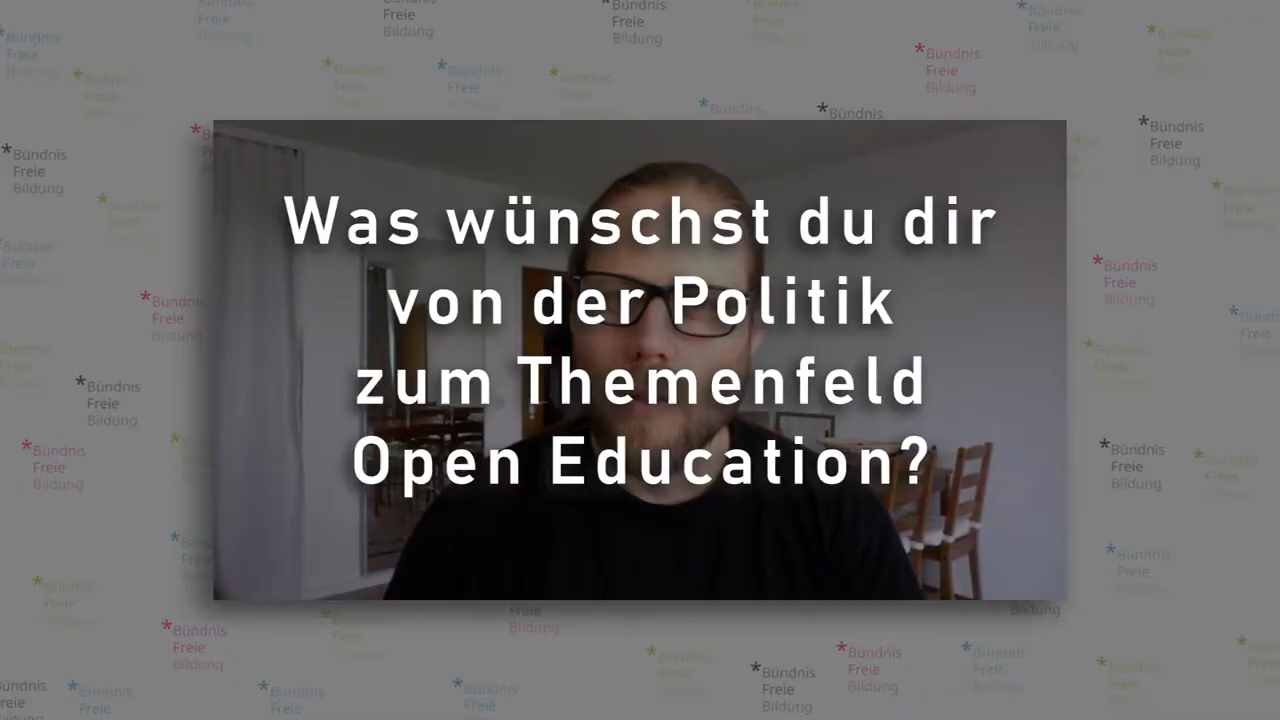 Was wünschst du dir
von der Politik
zum Themenfeld
Open Education?
*Bündnis
Freie
Bildung